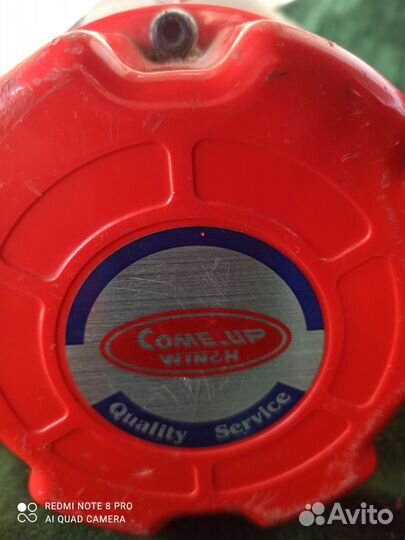 COME.UP
WINCH
Quality Service
REDMI NOTE 8 PRO
AI QUAD CAMERA
Avito